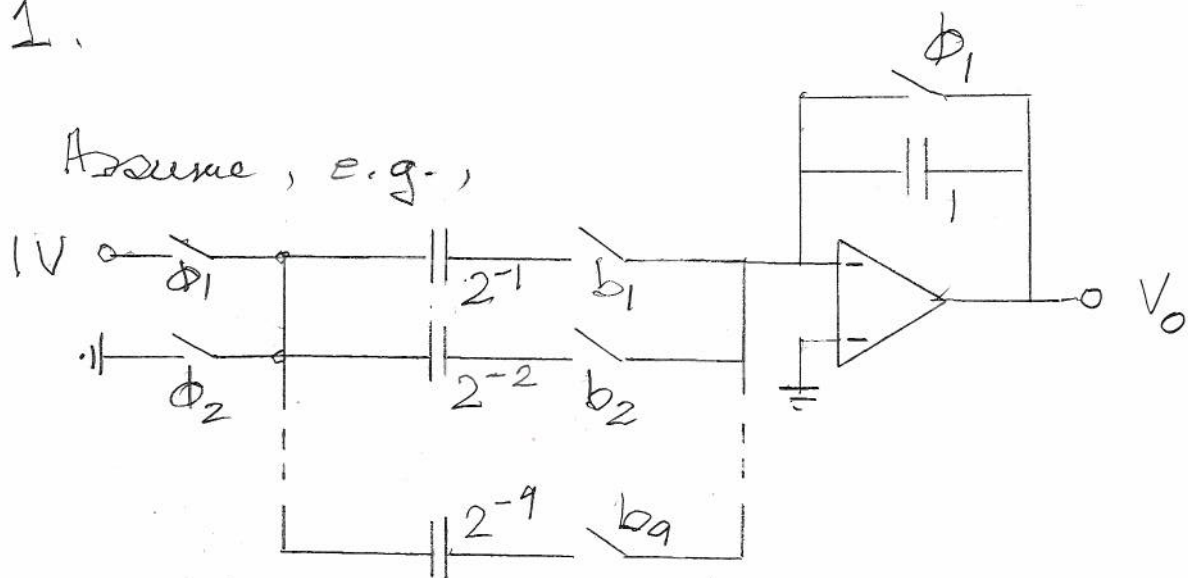 1.
Φ1
Assume, e.g.,
1
1V
Φ1
2-1
b1
Vo
Φ2
2-2
b2
2-9
b9